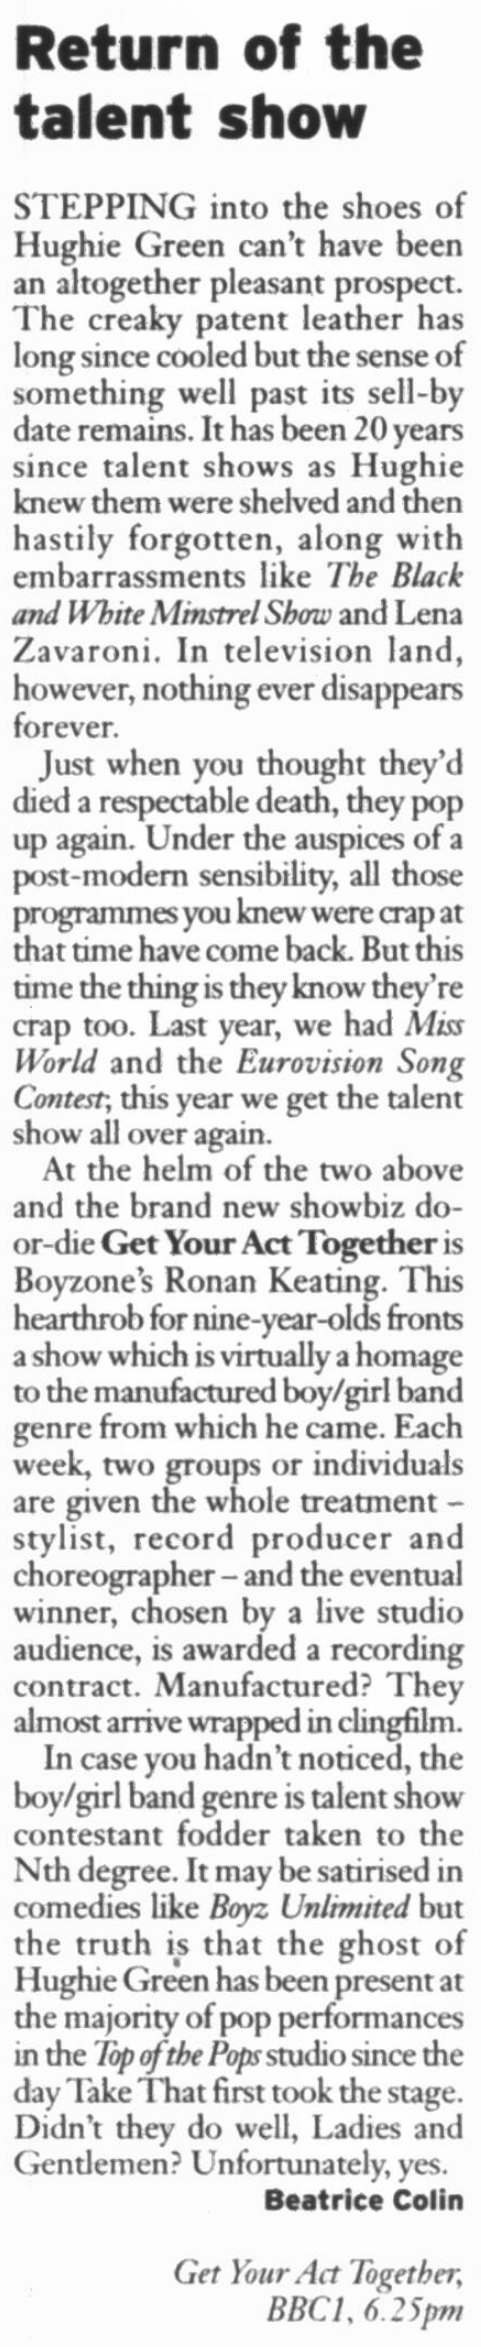 Return of the
talent show
STEPPING into the shoes of
Hughie Green can't have been
an altogether pleasant prospect.
The creaky patent leather has
long since cooled but the sense of
something well past its sell-by
date remains. It has been 20 years
since talent shows as Hughie
knew them were shelved and then
hastily forgotten, along with
embarrassments like The Black
and White Minstrel Show and Lena
Zavaroni. In television land,
however, nothing ever disappears
forever.
Just when you thought they'd
died a respectable death, they pop
up again. Under the auspices of a
post-modern sensibility, all those
programmes you knew were crap at
that time have come back. But this
time the thing is they know they're
crap too. Last year, we had Miss
World and the Eurovision Song
Contest; this year we get the talent
show all over again.
At the helm of the two above
and the brand new showbiz do-
or-die Get Your Act Together is
Boyzone's Ronan Keating. This
hearthrob for nine-year-olds fronts
a show which is virtually a homage
to the manufactured boy/girl band
genre from which he came. Each
week, two groups or individuals
are given the whole treatment –
stylist, record producer and
choreographer – and the eventual
winner, chosen by a live studio
audience, is awarded a recording
contract. Manufactured? They
almost arrive wrapped in clingfilm.
In case you hadn't noticed, the
boy/girl band genre is talent show
contestant fodder taken to the
Nth degree. It may be satirised in
comedies like Boyz Unlimited but
the truth is that the ghost of
Hughie Green has been present at
the majority of pop performances
in the Top of the Pops studio since the
day Take That first took the stage.
Didn't they do well, Ladies and
Gentlemen? Unfortunately, yes.
Beatrice Colin
Get Your Act Together,
BBC1, 6.25pm